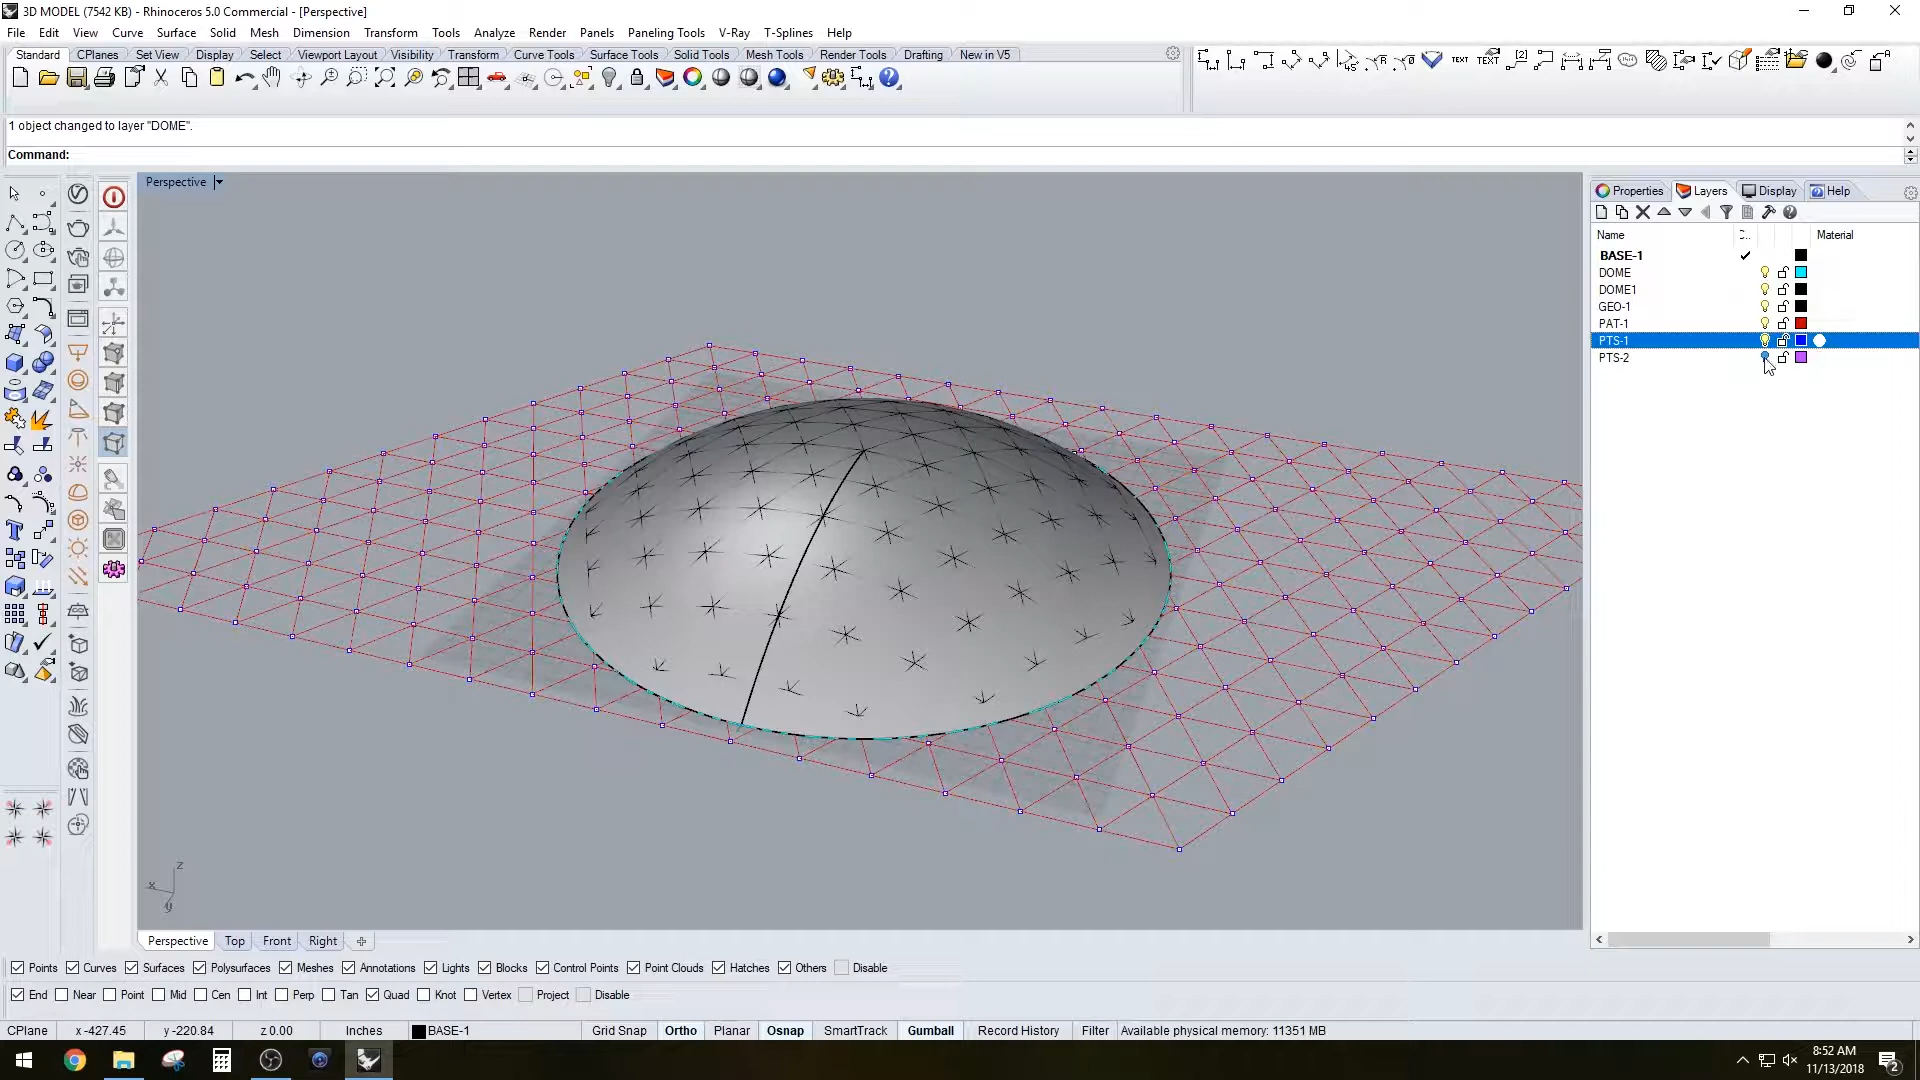 3D MODEL (7542 KB) - Rhinoceros 5.0 Commercial - [Perspective]
File Edit View Curve Surface Solid Mesh Dimension Transform Tools Analyze Render Panels Paneling Tools V-Ray T-Splines Help
Standard CPlanes Set View Display Select Viewport Layout Visibility Transform Curve Tools Surface Tools Solid Tools Mesh Tools Render Tools Drafting New in V5
TEXT TEXT
1 object changed to layer "DOME".
Command:
Perspective
Properties Layers Display Help
Name C.. Material
BASE-1
DOME
DOME1
GEO-1
PAT-1
PTS-1
PTS-2
z
x
y
Perspective Top Front Right
Points Curves Surfaces Polysurfaces Meshes Annotations Lights Blocks Control Points Point Clouds Hatches Others Disable
End Near Point Mid Cen Int Perp Tan Quad Knot Vertex Project Disable
CPlane x -427.45 y -220.84 z 0.00 Inches BASE-1 Grid Snap Ortho Planar Osnap SmartTrack Gumball Record History Filter Available physical memory: 11351 MB
8:52 AM
11/13/2018
2